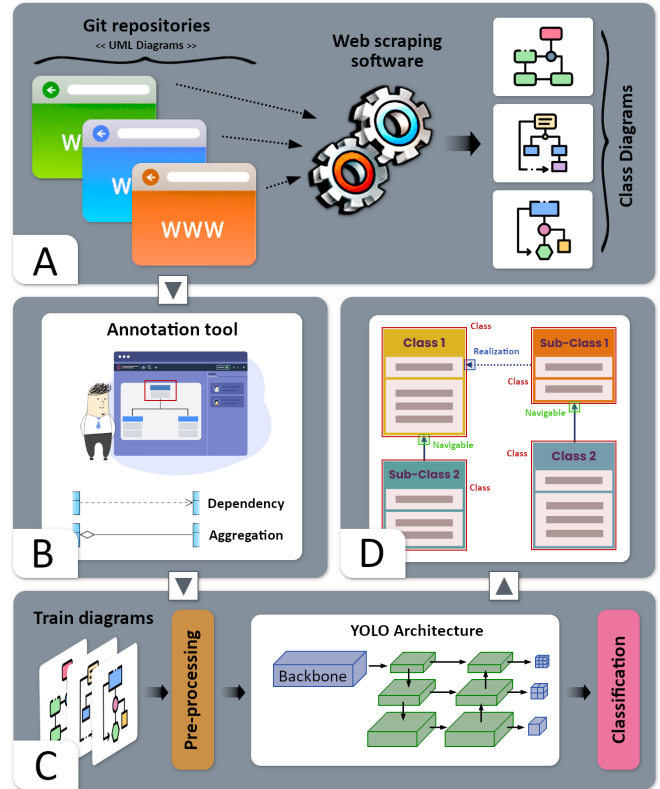 Git repositories
<< UML Diagrams >>
Web scraping
software
W
W
WWW
Class Diagrams
A
Annotation tool
Dependency
Aggregation
B
Class
Class 1
Sub-Class 1
Realization
Class
Navigable
Navigable
Class
Class 2
Sub-Class 2
Class
D
Train diagrams
Pre-processing
YOLO Architecture
Backbone
Classification
C